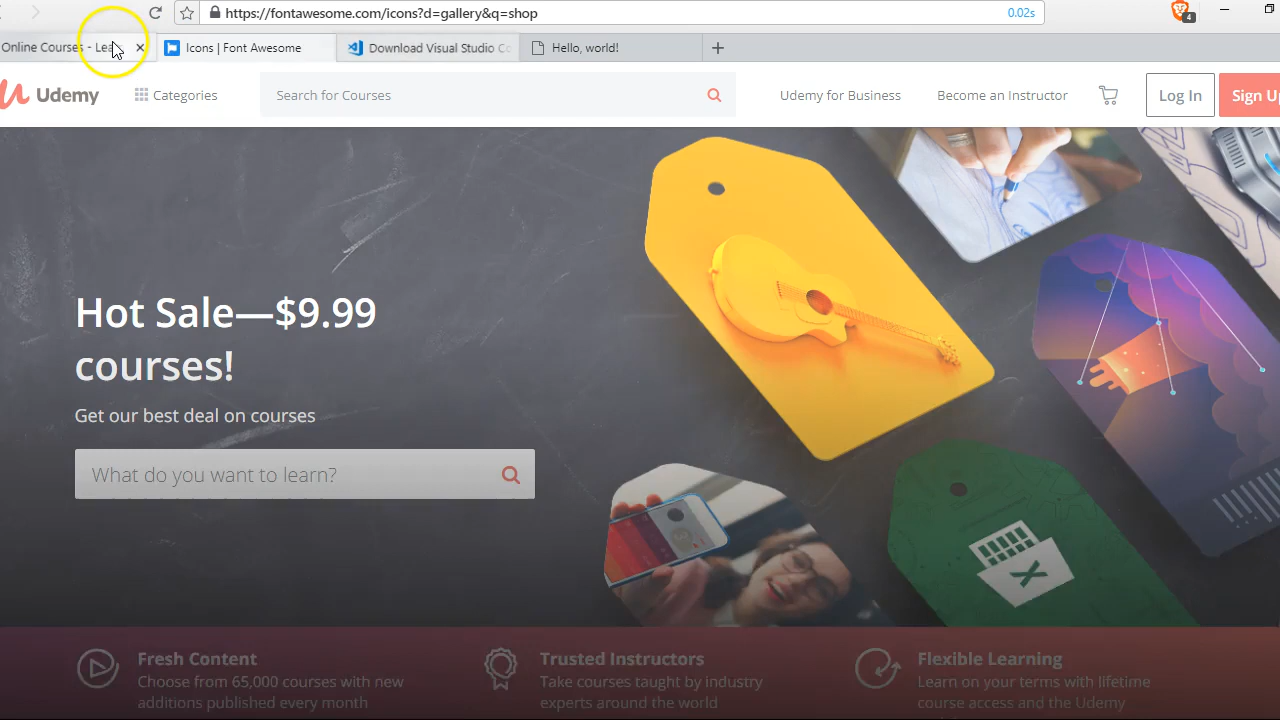 https://fontawesome.com/icons?d=gallery&q=shop
0.02s
4
Online Courses - Lea
Icons | Font Awesome
Download Visual Studio Co
Hello, world!
Udemy
Categories
Search for Courses
Udemy for Business
Become an Instructor
Log In
Sign Up
Hot Sale—$9.99
courses!
Get our best deal on courses
What do you want to learn?
Fresh Content
Choose from 65,000 courses with new
additions published every month
Trusted Instructors
Take courses taught by industry
experts around the world
Flexible Learning
Learn on your terms with lifetime
course access and the Udemy